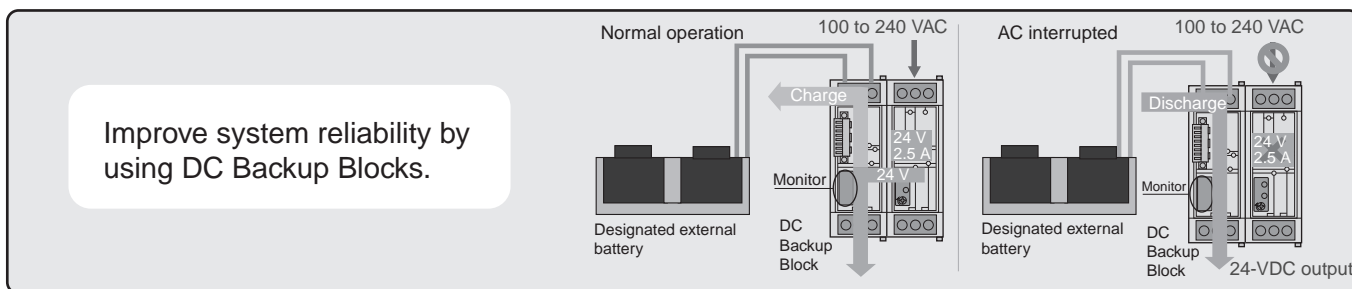 Improve system reliability by
using DC Backup Blocks.
Normal operation
100 to 240 VAC
Charge
24 V
2.5 A
24 V
Monitor
Designated external
battery
DC
Backup
Block
AC interrupted
100 to 240 VAC
Discharge
24 V
2.5 A
Monitor
Designated external
battery
DC
Backup
Block
24-VDC output